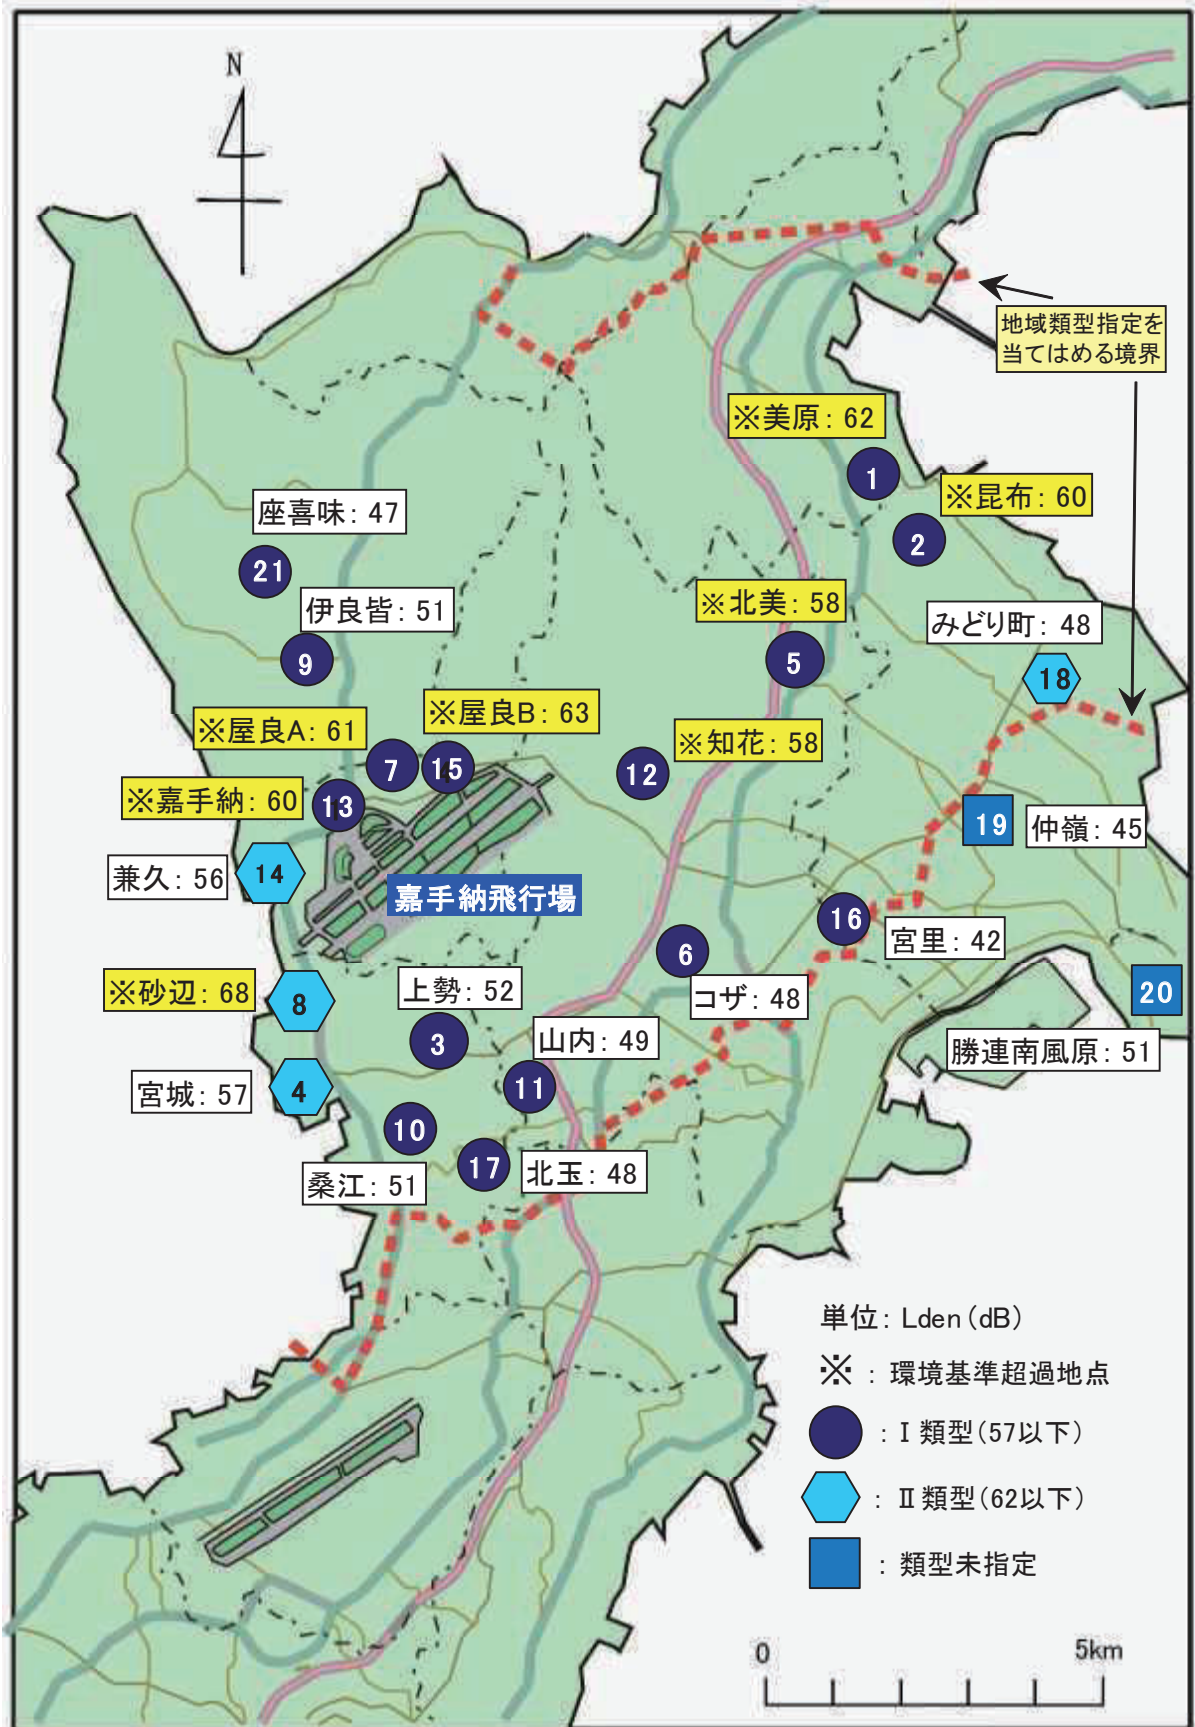 N
地域類型指定を
当てはめる境界
※美原: 62
1
※昆布: 60
2
座喜味: 47
21
伊良皆: 51
9
※北美: 58
5
みどり町: 48
18
※屋良A: 61
7
※屋良B: 63
15
※知花: 58
12
※嘉手納: 60
13
19
仲嶺: 45
兼久: 56
14
嘉手納飛行場
16
宮里: 42
6
コザ: 48
20
※砂辺: 68
8
上勢: 52
3
山内: 49
11
勝連南風原: 51
宮城: 57
4
10
桑江: 51
17
北玉: 48
単位: Lden(dB)
※ : 環境基準超過地点
: Ⅰ類型(57以下)
: Ⅱ類型(62以下)
: 類型未指定
0 5km